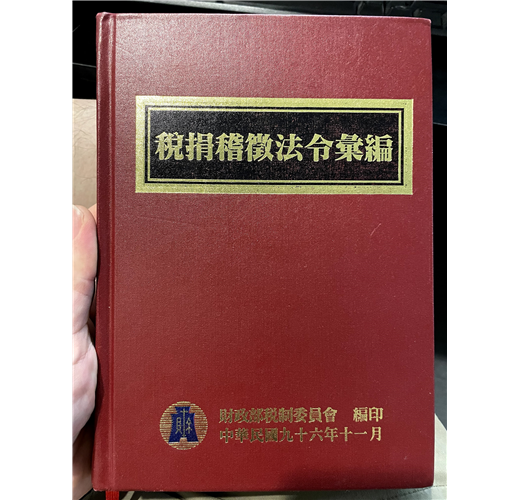 稅捐稽徵法令彙編
財
財政部稅制委員會 編印
中華民國九十六年十一月